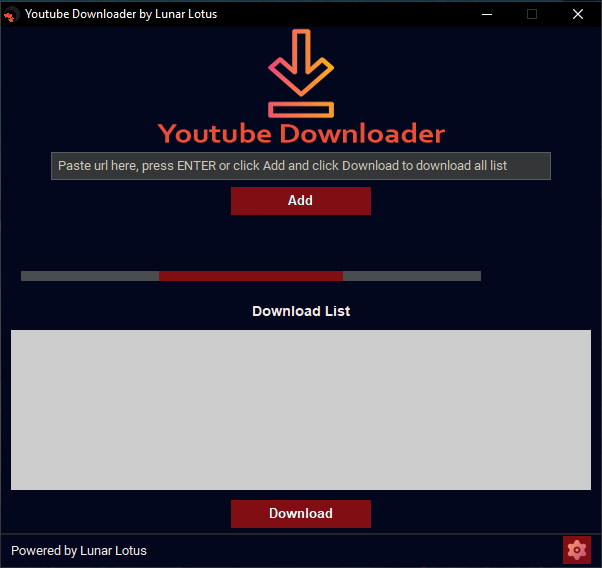 Youtube Downloader by Lunar Lotus
Youtube Downloader
Paste url here, press ENTER or click Add and click Download to download all list
Add
Download List
Download
Powered by Lunar Lotus